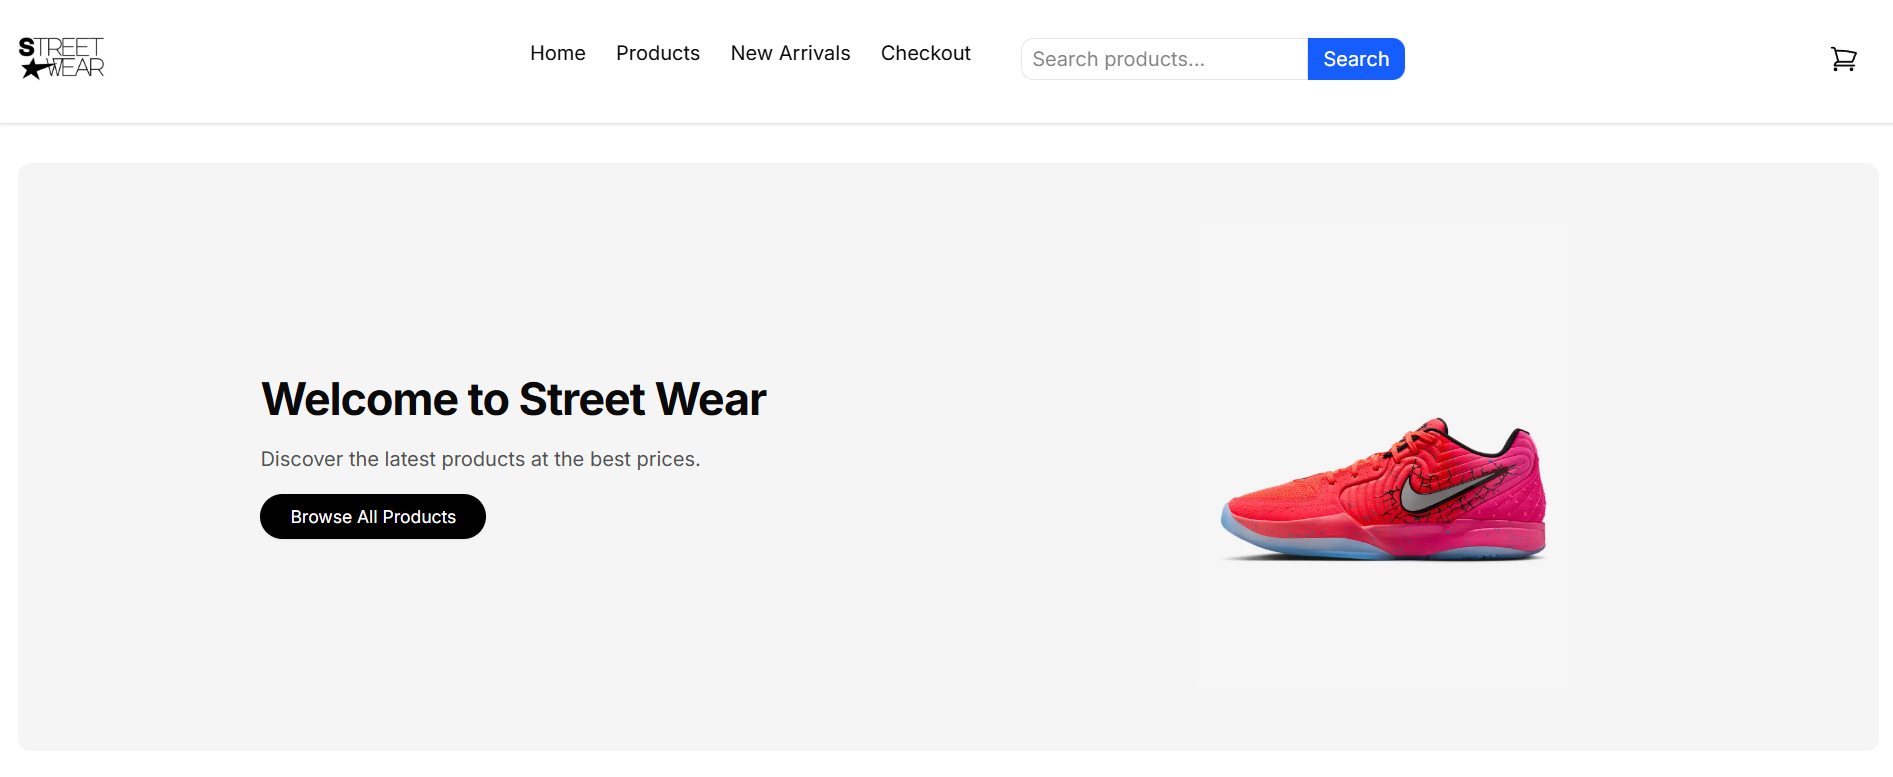 STREET
WEAR
Home Products New Arrivals Checkout Search products... Search
Welcome to Street Wear
Discover the latest products at the best prices.
Browse All Products